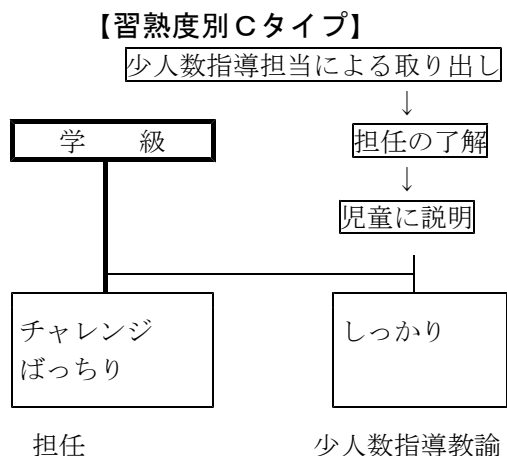 【習熟度別Cタイプ】
少人数指導担当による取り出し
↓
学　級
担任の了解
↓
児童に説明
チャレンジ
ばっちり
しっかり
担任
少人数指導教諭